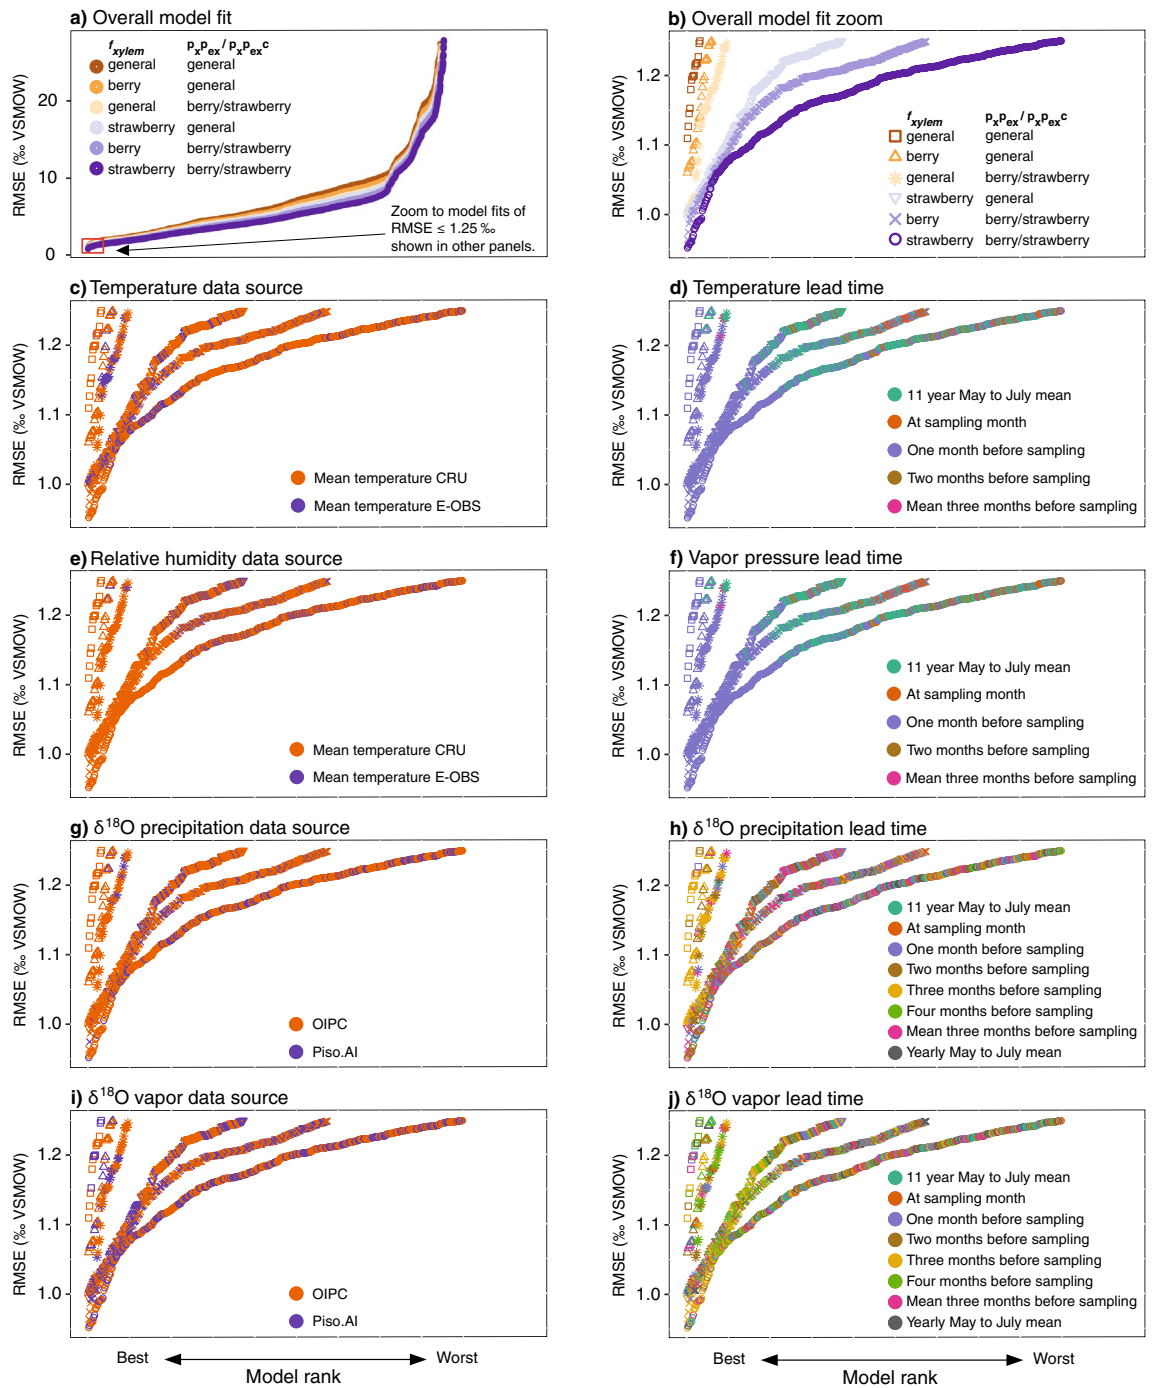 a) Overall model fit
RMSE (‰ VSMOW)
20
10
0
fxylem pxpex / pxpexc
general general
berry general
general berry/strawberry
strawberry general
berry berry/strawberry
strawberry berry/strawberry
Zoom to model fits of
RMSE ≤ 1.25 ‰
shown in other panels.
b) Overall model fit zoom
RMSE (‰ VSMOW)
1.2
1.1
1.0
fxylem pxpex / pxpexc
general general
berry general
general berry/strawberry
strawberry general
berry berry/strawberry
strawberry berry/strawberry
c) Temperature data source
RMSE (‰ VSMOW)
1.2
1.1
1.0
Mean temperature CRU
Mean temperature E-OBS
d) Temperature lead time
RMSE (‰ VSMOW)
1.2
1.1
1.0
11 year May to July mean
At sampling month
One month before sampling
Two months before sampling
Mean three months before sampling
e) Relative humidity data source
RMSE (‰ VSMOW)
1.2
1.1
1.0
Mean temperature CRU
Mean temperature E-OBS
f) Vapor pressure lead time
RMSE (‰ VSMOW)
1.2
1.1
1.0
11 year May to July mean
At sampling month
One month before sampling
Two months before sampling
Mean three months before sampling
g) δ18O precipitation data source
RMSE (‰ VSMOW)
1.2
1.1
1.0
OIPC
Piso.AI
h) δ18O precipitation lead time
RMSE (‰ VSMOW)
1.2
1.1
1.0
11 year May to July mean
At sampling month
One month before sampling
Two months before sampling
Three months before sampling
Four months before sampling
Mean three months before sampling
Yearly May to July mean
i) δ18O vapor data source
RMSE (‰ VSMOW)
1.2
1.1
1.0
OIPC
Piso.AI
j) δ18O vapor lead time
RMSE (‰ VSMOW)
1.2
1.1
1.0
11 year May to July mean
At sampling month
One month before sampling
Two months before sampling
Three months before sampling
Four months before sampling
Mean three months before sampling
Yearly May to July mean
Best Worst
Model rank
Best Worst
Model rank